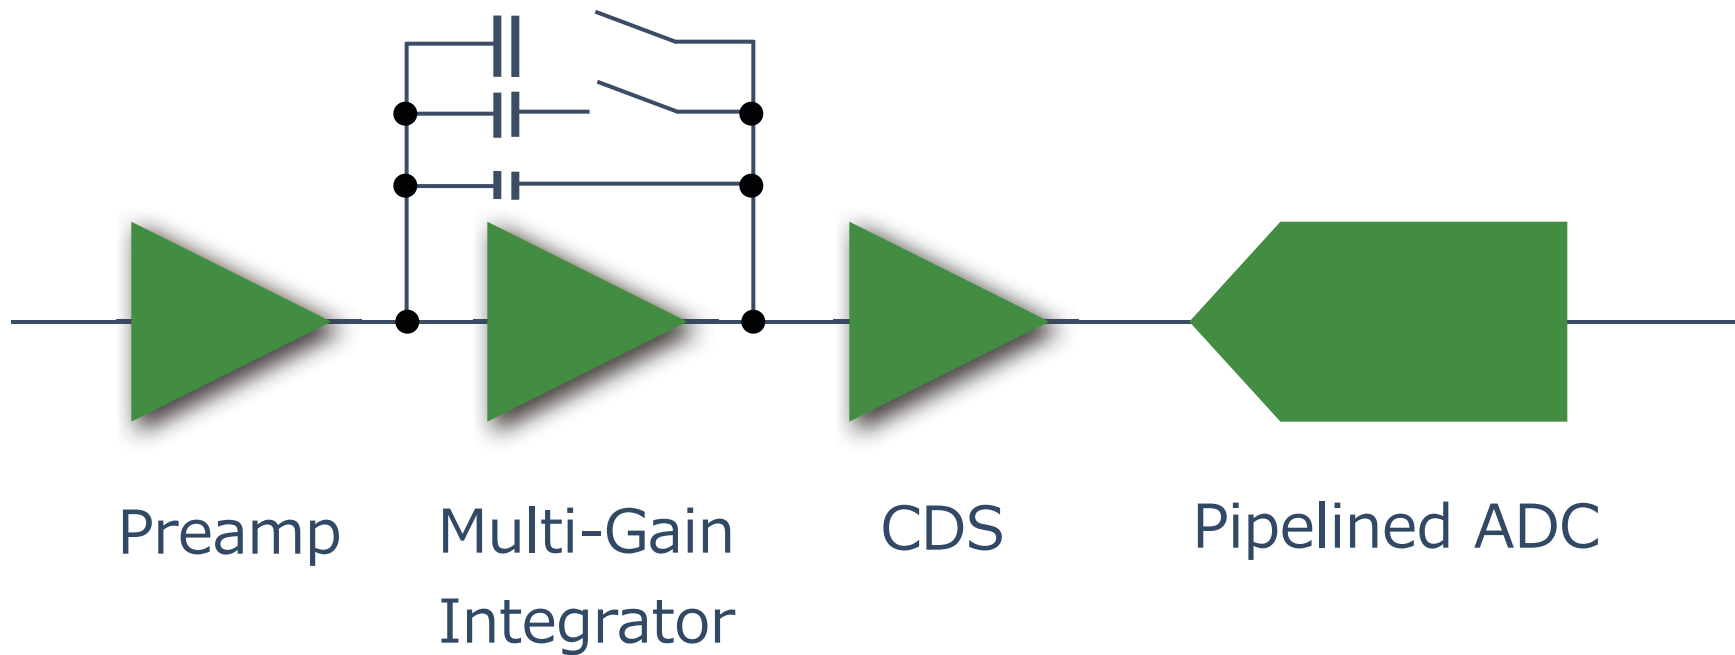 Preamp
Multi-Gain
Integrator
CDS
Pipelined ADC